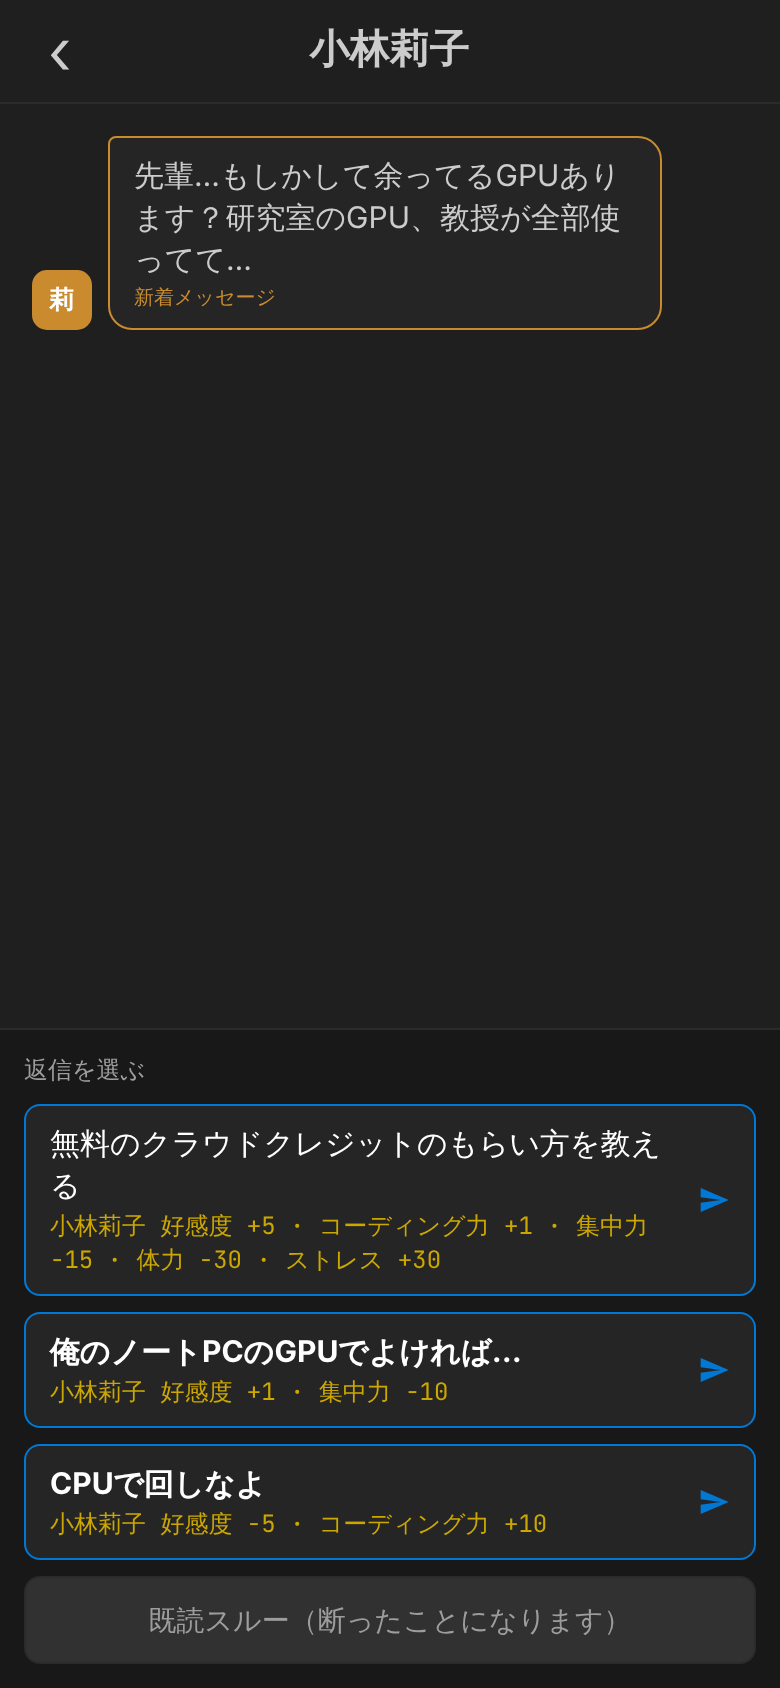 小林莉子
先輩...もしかして余ってるGPUあり
ます？研究室のGPU、教授が全部使
ってて...
新着メッセージ
莉
返信を選ぶ
無料のクラウドクレジットのもらい方を教え
る
小林莉子 好感度 +5 ・ コーディング力 +1 ・ 集中力
-15 ・ 体力 -30 ・ ストレス +30
俺のノートPCのGPUでよければ...
小林莉子 好感度 +1 ・ 集中力 -10
CPUで回しなよ
小林莉子 好感度 -5 ・ コーディング力 +10
既読スルー（断ったことになります）